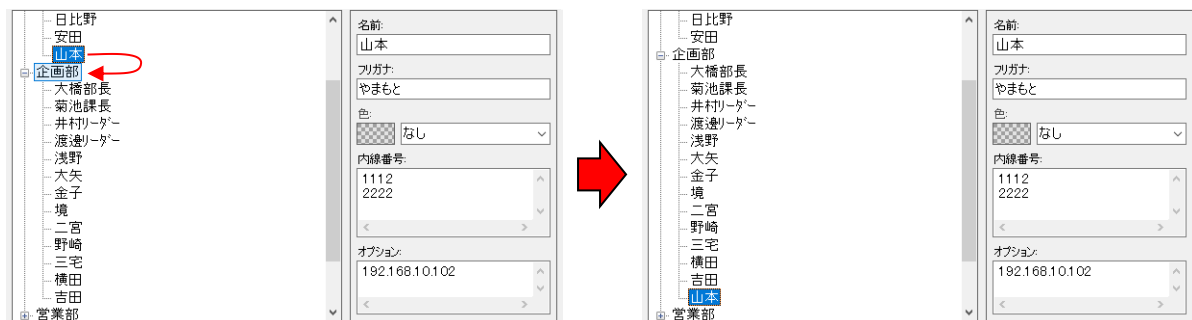 日比野
安田
山本
企画部
大橋部長
菊池課長
井村リーダー
渡邊リーダー
浅野
大矢
金子
境
二宮
野崎
三宅
横田
吉田
営業部
名前:
山本
フリガナ:
やまもと
色:
なし
内線番号:
1112
2222
オプション:
192.168.10.102
日比野
安田
企画部
大橋部長
菊池課長
井村リーダー
渡邊リーダー
浅野
大矢
金子
境
二宮
野崎
三宅
横田
吉田
山本
営業部
名前:
山本
フリガナ:
やまもと
色:
なし
内線番号:
1112
2222
オプション:
192.168.10.102